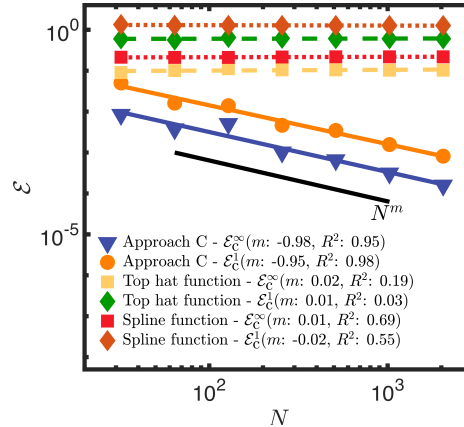 10⁰
ℰ
10⁻⁵
Nᵐ
Approach C - ℰ_c^∞(m: -0.98, R²: 0.95)
Approach C - ℰ_c^1(m: -0.95, R²: 0.98)
Top hat function - ℰ_c^∞(m: 0.02, R²: 0.19)
Top hat function - ℰ_c^1(m: 0.01, R²: 0.03)
Spline function - ℰ_c^∞(m: 0.01, R²: 0.69)
Spline function - ℰ_c^1(m: -0.02, R²: 0.55)
10² 10³
N